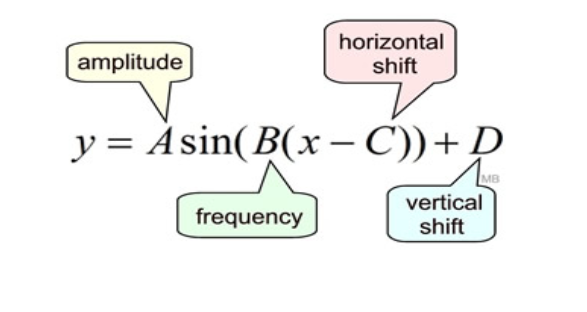 horizontal
shift
amplitude
y = A sin( B(x − C)) + D
MB
frequency
vertical
shift